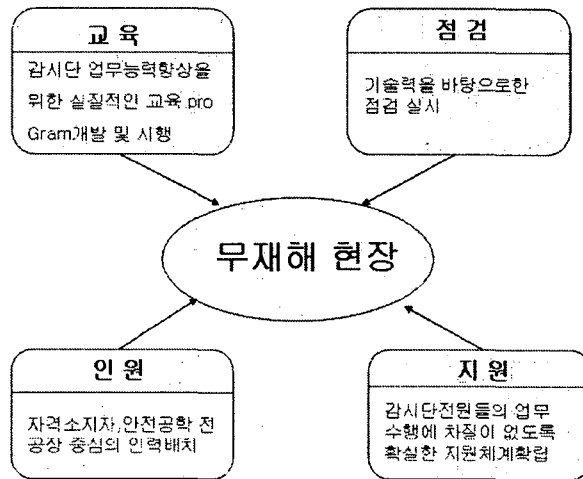 교 육
감시단 업무능력향상을
위한 실질적인 교육 pro
Gram개발 및 시행
점 검
기술력을 바탕으로한
점검 실시
무재해 현장
인 원
자격소지자,안전공학 전
공장 중심의 인력배치
지 원
감시단전원들의 업무
수행에 차질이 없도록
확실한 지원체계확립